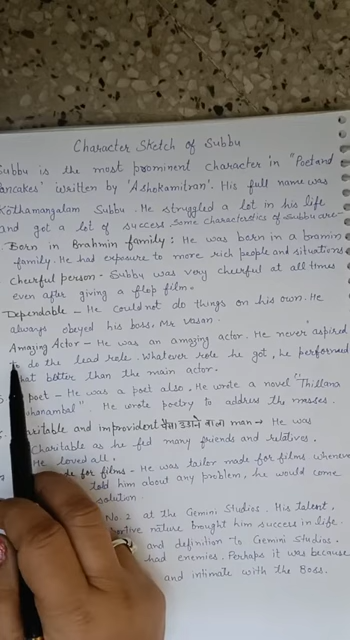 Character Sketch of Subbu
Subbu is the most prominent character in "Poet and
Pancakes' written by 'Ashokamitran'. His full name was
Kothamangalam Subbu. He struggled a lot in his life
and got a lot of success. Some characterstics of Subbu are-
Born in Brahmin family: He was born in a bramin
family. He had exposure to more rich people and situations
Cheerful person - Subbu was very cheerful at all times
even after giving a flop film.
Dependable - He couldnot do things on his own. He
always obeyed his boss, Mr Vasan.
Amazing Actor - He was an amazing actor. He never aspired
to do the lead role. Whatever role he got, he performed
that better than the main actor.
poet - He was a poet also. He wrote a novel "Thillana
ohanambal". He wrote poetry to address the masses.
haritable and improvident पैसा उडाने वाला man → He was
Charitable as he fed many friends and relatives.
He loved all.
de for films - He was tailor made for films whenever
told him about any problem, he would come
solution.
No. 2 at the Gemini Studios. His talent,
ative nature brought him success in life.
and definition to Gemini Studios.
had enemies. Perhaps it was because
and intimate with the Boss.